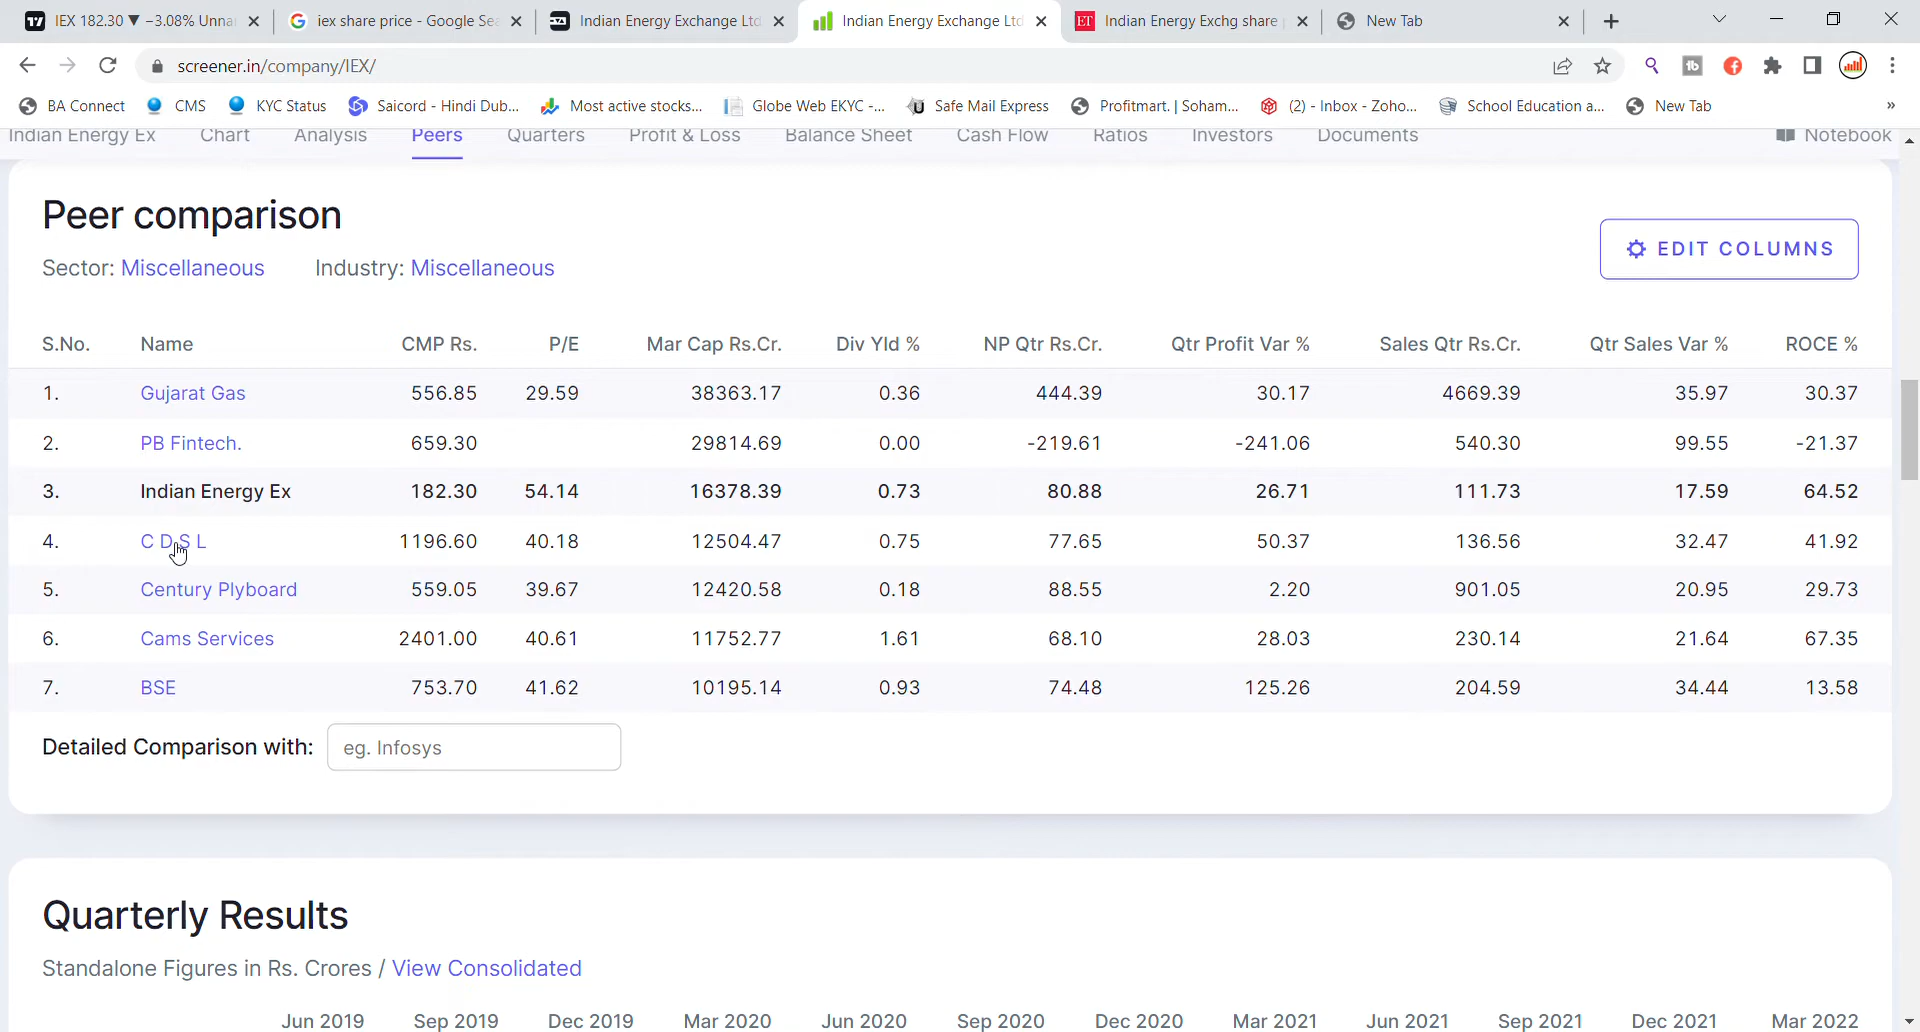 IEX 182.30 ▼ −3.08% Unna
iex share price - Google Sea
Indian Energy Exchange Ltd
Indian Energy Exchange Ltd
Indian Energy Exchg share p
New Tab
screener.in/company/IEX/
BA Connect CMS KYC Status Saicord - Hindi Dub... Most active stocks... Globe Web EKYC -... Safe Mail Express Profitmart. | Soham... (2) - Inbox - Zoho... School Education a... New Tab »
Indian Energy Ex Chart Analysis Peers Quarters Profit & Loss Balance Sheet Cash Flow Ratios Investors Documents Notebook
Peer comparison
Sector: Miscellaneous Industry: Miscellaneous
EDIT COLUMNS
S.No. Name CMP Rs. P/E Mar Cap Rs.Cr. Div Yld % NP Qtr Rs.Cr. Qtr Profit Var % Sales Qtr Rs.Cr. Qtr Sales Var % ROCE %
1. Gujarat Gas 556.85 29.59 38363.17 0.36 444.39 30.17 4669.39 35.97 30.37
2. PB Fintech. 659.30 29814.69 0.00 -219.61 -241.06 540.30 99.55 -21.37
3. Indian Energy Ex 182.30 54.14 16378.39 0.73 80.88 26.71 111.73 17.59 64.52
4. C D S L 1196.60 40.18 12504.47 0.75 77.65 50.37 136.56 32.47 41.92
5. Century Plyboard 559.05 39.67 12420.58 0.18 88.55 2.20 901.05 20.95 29.73
6. Cams Services 2401.00 40.61 11752.77 1.61 68.10 28.03 230.14 21.64 67.35
7. BSE 753.70 41.62 10195.14 0.93 74.48 125.26 204.59 34.44 13.58
Detailed Comparison with: eg. Infosys
Quarterly Results
Standalone Figures in Rs. Crores / View Consolidated
Jun 2019 Sep 2019 Dec 2019 Mar 2020 Jun 2020 Sep 2020 Dec 2020 Mar 2021 Jun 2021 Sep 2021 Dec 2021 Mar 2022